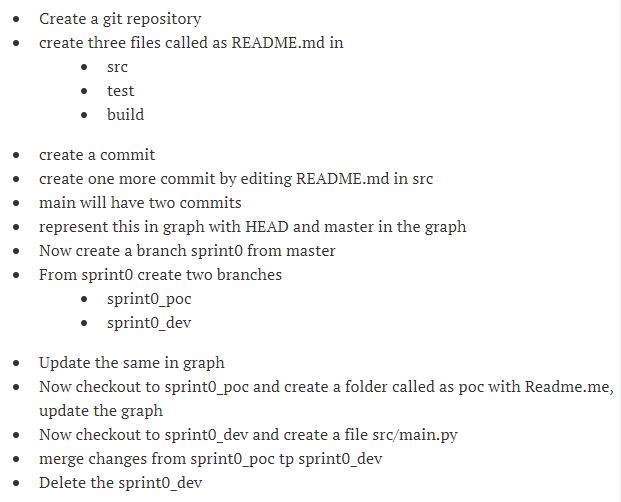 Create a git repository
create three files called as README.md in
src
test
build
create a commit
create one more commit by editing README.md in src
main will have two commits
represent this in graph with HEAD and master in the graph
Now create a branch sprint0 from master
From sprint0 create two branches
sprint0_poc
sprint0_dev
Update the same in graph
Now checkout to sprint0_poc and create a folder called as poc with Readme.me,
update the graph
Now checkout to sprint0_dev and create a file src/main.py
merge changes from sprint0_poc tp sprint0_dev
Delete the sprint0_dev